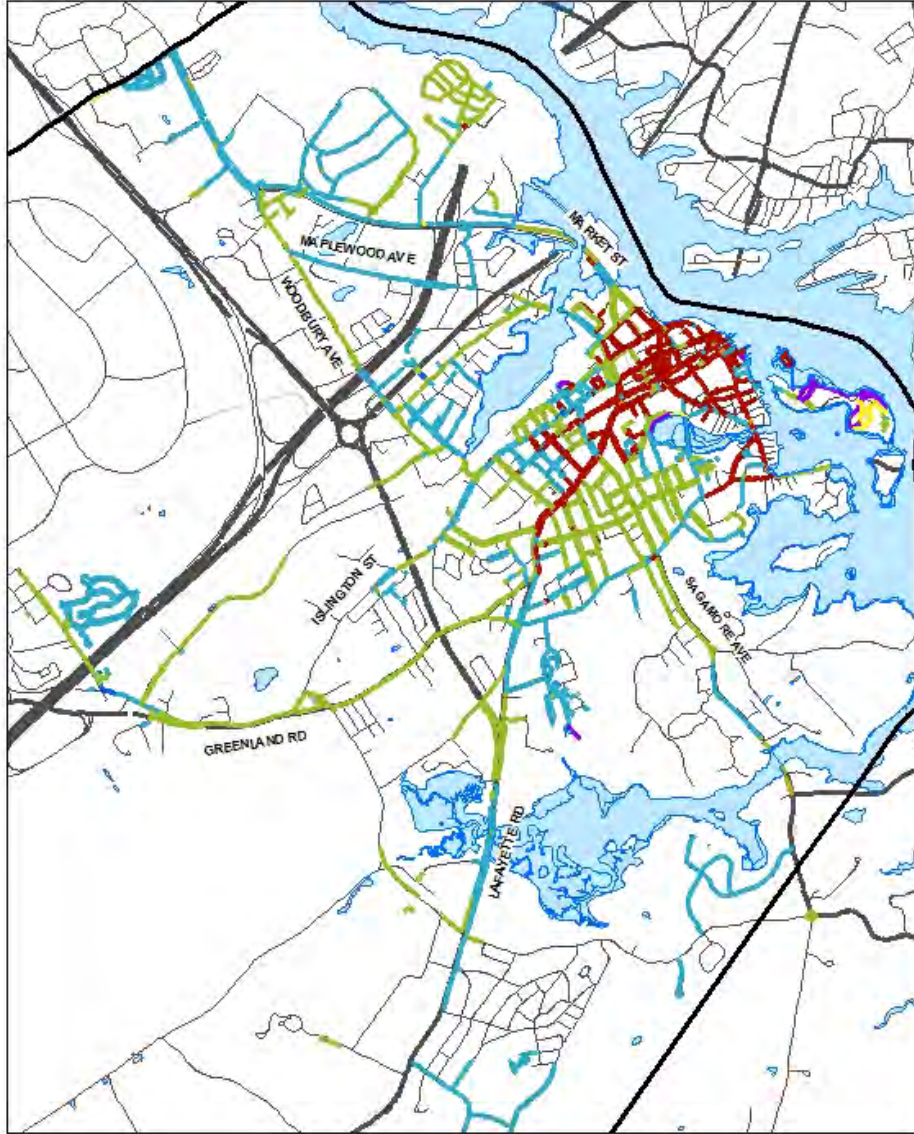 MARKET ST
MAPLEWOOD AVE
WOODBURY AVE
ISLINGTON ST
SAGAMORE AVE
GREENLAND RD
LAFAYETTE RD